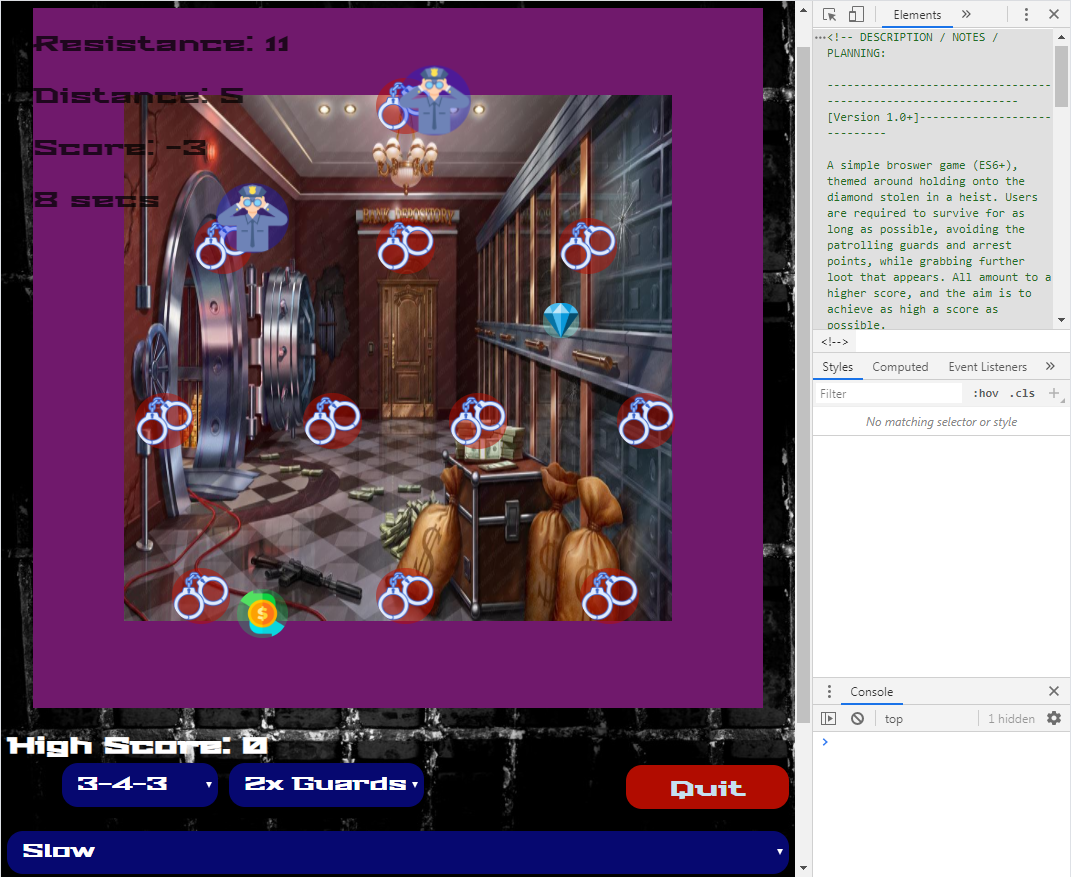 Resistance: 11
Distance: 5
Score: -3
8 secs
BANK DEPOSITORY
$
$
High Score: 0
3-4-3
2x Guards
Quit
Slow
Elements
<!-- DESCRIPTION / NOTES /
PLANNING:
-----------------------------------
-----------------------------
[Version 1.0+]--------------------
---------
A simple broswer game (ES6+),
themed around holding onto the
diamond stolen in a heist. Users
are required to survive for as
long as possible, avoiding the
patrolling guards and arrest
points, while grabbing further
loot that appears. All amount to a
higher score, and the aim is to
achieve as high a score as
possible.
<!-->
Styles Computed Event Listeners
Filter :hov .cls
No matching selector or style
Console
top 1 hidden